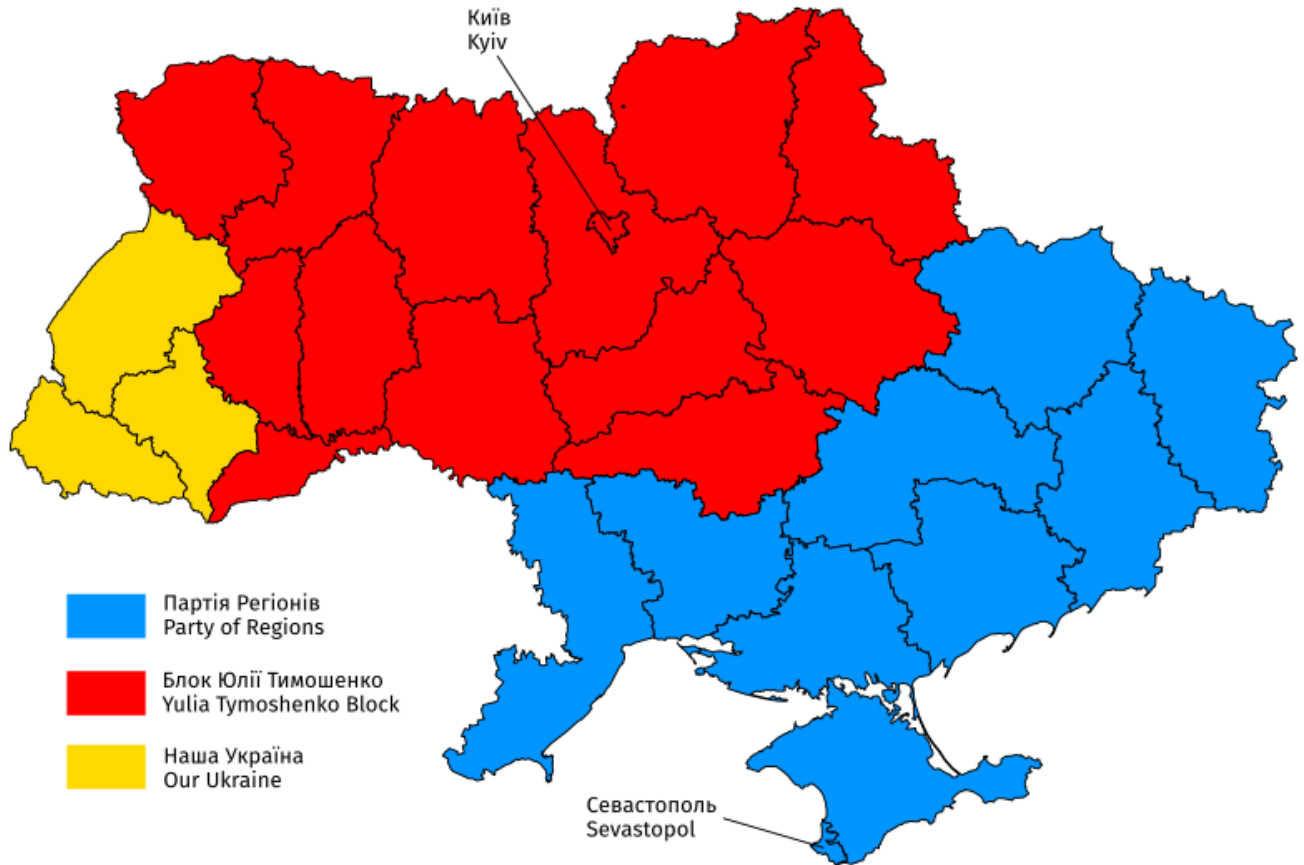 Київ
Kyiv
Партія Регіонів
Party of Regions
Блок Юлії Тимошенко
Yulia Tymoshenko Block
Наша Україна
Our Ukraine
Севастополь
Sevastopol